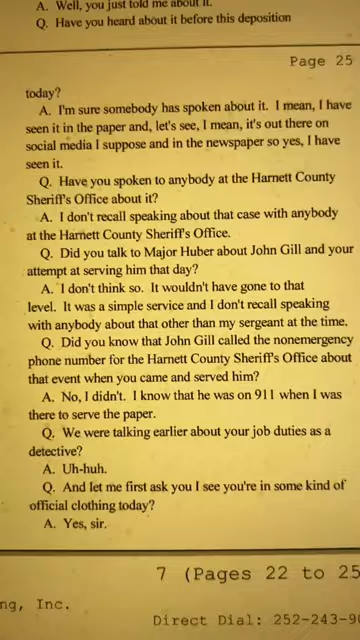 A. Well, you just told me about it.
Q. Have you heard about it before this deposition
Page 25
today?
A. I'm sure somebody has spoken about it. I mean, I have
seen it in the paper and, let's see, I mean, it's out there on
social media I suppose and in the newspaper so yes, I have
seen it.
Q. Have you spoken to anybody at the Harnett County
Sheriff's Office about it?
A. I don't recall speaking about that case with anybody
at the Harnett County Sheriff's Office.
Q. Did you talk to Major Huber about John Gill and your
attempt at serving him that day?
A. I don't think so. It wouldn't have gone to that
level. It was a simple service and I don't recall speaking
with anybody about that other than my sergeant at the time.
Q. Did you know that John Gill called the nonemergency
phone number for the Harnett County Sheriff's Office about
that event when you came and served him?
A. No, I didn't. I know that he was on 911 when I was
there to serve the paper.
Q. We were talking earlier about your job duties as a
detective?
A. Uh-huh.
Q. And let me first ask you I see you're in some kind of
official clothing today?
A. Yes, sir.
7 (Pages 22 to 25
ng, Inc.
Direct Dial: 252-243-9